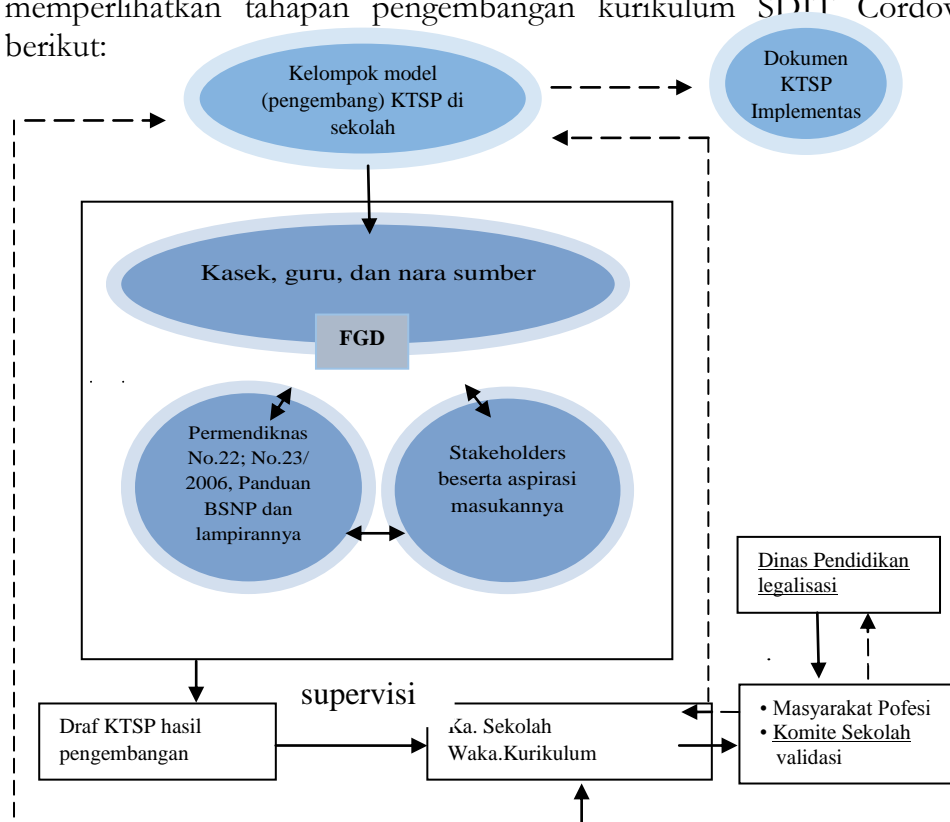 memperlihatkan tahapan pengembangan kurikulum SDIT Cordov
berikut:
Kelompok model
(pengembang) KTSP di
sekolah
Dokumen
KTSP
Implementas
Kasek, guru, dan nara sumber
FGD
Permendiknas
No.22; No.23/
2006, Panduan
BSNP dan
lampirannya
Stakeholders
beserta aspirasi
masukannya
Dinas Pendidikan
legalisasi
supervisi
Draf KTSP hasil
pengembangan
Ka. Sekolah
Waka.Kurikulum
• Masyarakat Pofesi
• Komite Sekolah
validasi